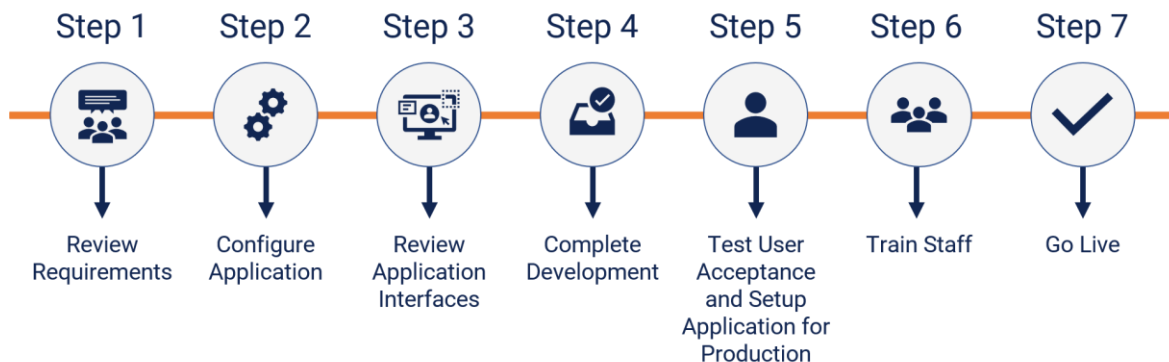 Step 1
Step 2
Step 3
Step 4
Step 5
Step 6
Step 7
Review
Requirements
Configure
Application
Review
Application
Interfaces
Complete
Development
Test User
Acceptance
and Setup
Application for
Production
Train Staff
Go Live